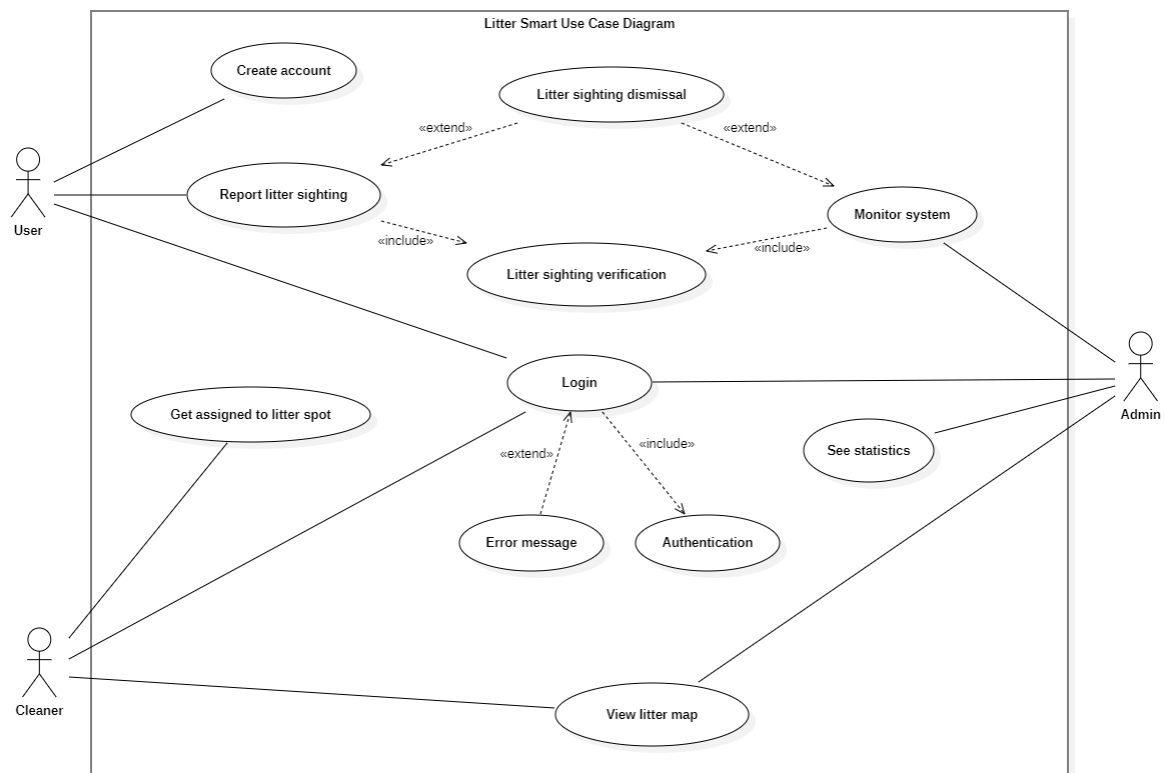 Litter Smart Use Case Diagram
Create account
Litter sighting dismissal
«extend»
«extend»
Report litter sighting
User
Monitor system
«include»
«include»
Litter sighting verification
Login
Get assigned to litter spot
Admin
«include»
See statistics
«extend»
Error message
Authentication
Cleaner
View litter map